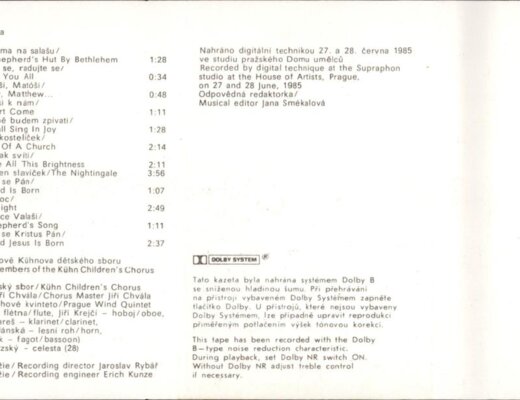 a
ma na salašu/
epherd's Hut By Bethlehem 1:28
se, radujte se/
You All 0:34
ši, Matóši/
, Matthew... 0:48
i k nám/
rt Come 1:11
ě budem zpívati/
ll Sing In Joy 1:28
kostelíček/
Of A Church 2:14
ak svítí/
e All This Brightness 2:11
en slavíček/The Nightingale 3:56
se Pán/
d Is Born 1:07
oc/
ight 2:49
ce Valaši/
epherd's Song 1:11
se Kristus Pán/
d Jesus Is Born 2:37
ové Kühnova dětského sboru
embers of the Kühn Children's Chorus
ský sbor/Kühn Children's Chorus
ří Chvála/Chorus Master Jiří Chvála
hové kvinteto/Prague Wind Quintet
flétna/flute, Jiří Krejčí – hoboj/oboe,
areš – klarinet/clarinet,
ánská – lesní roh/horn,
k – fagot/bassoon)
zský – celesta (28)
žie/Recording director Jaroslav Rybář
žie/Recording engineer Erich Kunze
Nahráno digitální technikou 27. a 28. června 1985
ve studiu pražského Domu umělců
Recorded by digital technique at the Supraphon
studio at the House of Artists, Prague,
on 27 and 28 June, 1985
Odpovědná redaktorka/
Musical editor Jana Smékalová
DOLBY SYSTEM ®
Tato kazeta byla nahrána systémem Dolby B
se sníženou hladinou šumu. Při přehrávání
na přístroji vybaveném Dolby Systémem zapněte
tlačítko Dolby. U přístrojů, které nejsou vybaveny
Dolby Systémem, lze případně upravit reprodukci
přiměřeným potlačením výšek tónovou korekcí.
This tape has been recorded with the Dolby
B–type noise reduction characteristic.
During playback, set Dolby NR switch ON.
Without Dolby NR adjust treble control
if necessary.